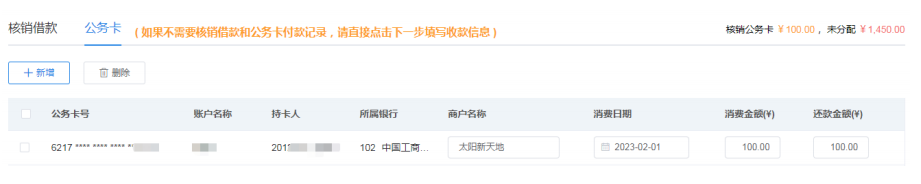 核销借款 公务卡 (如果不需要核销借款和公务卡付款记录，请直接点击下一步填写收款信息) 核销公务卡 ¥100.00，未分配 ¥1,450.00
+ 新增 删除
公务卡号 账户名称 持卡人 所属银行 商户名称 消费日期 消费金额(¥) 还款金额(¥)
6217 **** **** **** ** 201 102 中国工商... 太阳新天地 2023-02-01 100.00 100.00